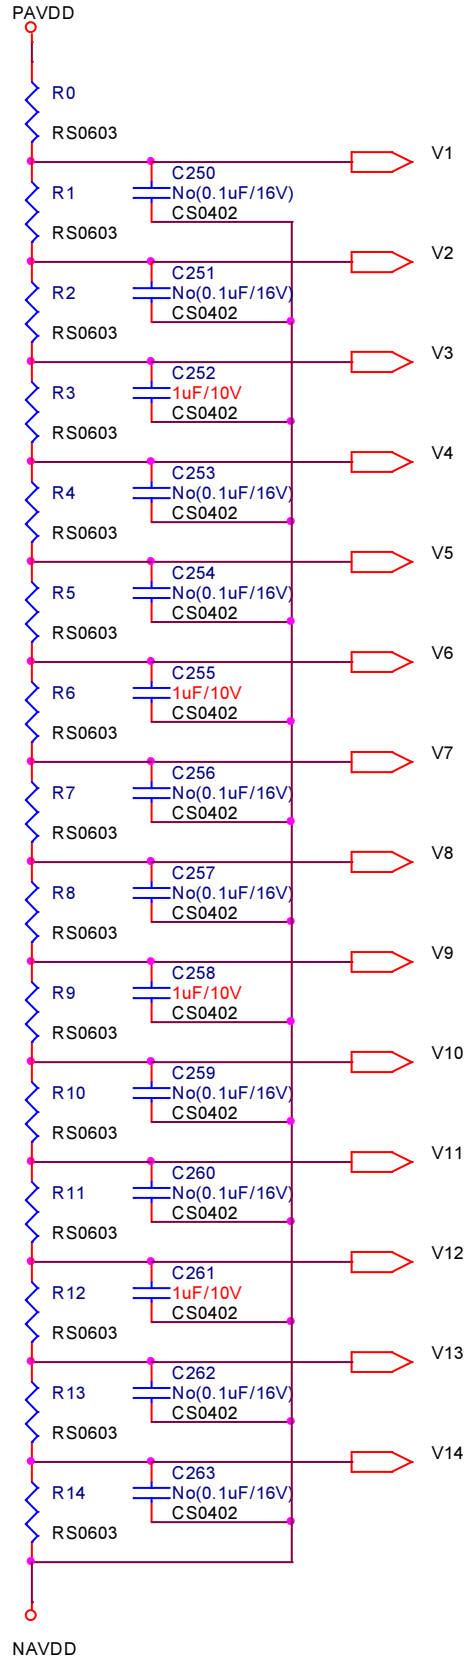 PAVDD
R0
RS0603
V1
C250
R1
No(0.1uF/16V)
CS0402
RS0603
V2
C251
R2
No(0.1uF/16V)
CS0402
RS0603
V3
C252
R3
1uF/10V
CS0402
RS0603
V4
C253
R4
No(0.1uF/16V)
CS0402
RS0603
V5
C254
R5
No(0.1uF/16V)
CS0402
RS0603
V6
C255
R6
1uF/10V
CS0402
RS0603
V7
C256
R7
No(0.1uF/16V)
CS0402
RS0603
V8
C257
R8
No(0.1uF/16V)
CS0402
RS0603
V9
C258
R9
1uF/10V
CS0402
RS0603
V10
C259
R10
No(0.1uF/16V)
CS0402
RS0603
V11
C260
R11
No(0.1uF/16V)
CS0402
RS0603
V12
C261
R12
1uF/10V
CS0402
RS0603
V13
C262
R13
No(0.1uF/16V)
CS0402
RS0603
V14
C263
R14
No(0.1uF/16V)
CS0402
RS0603
NAVDD